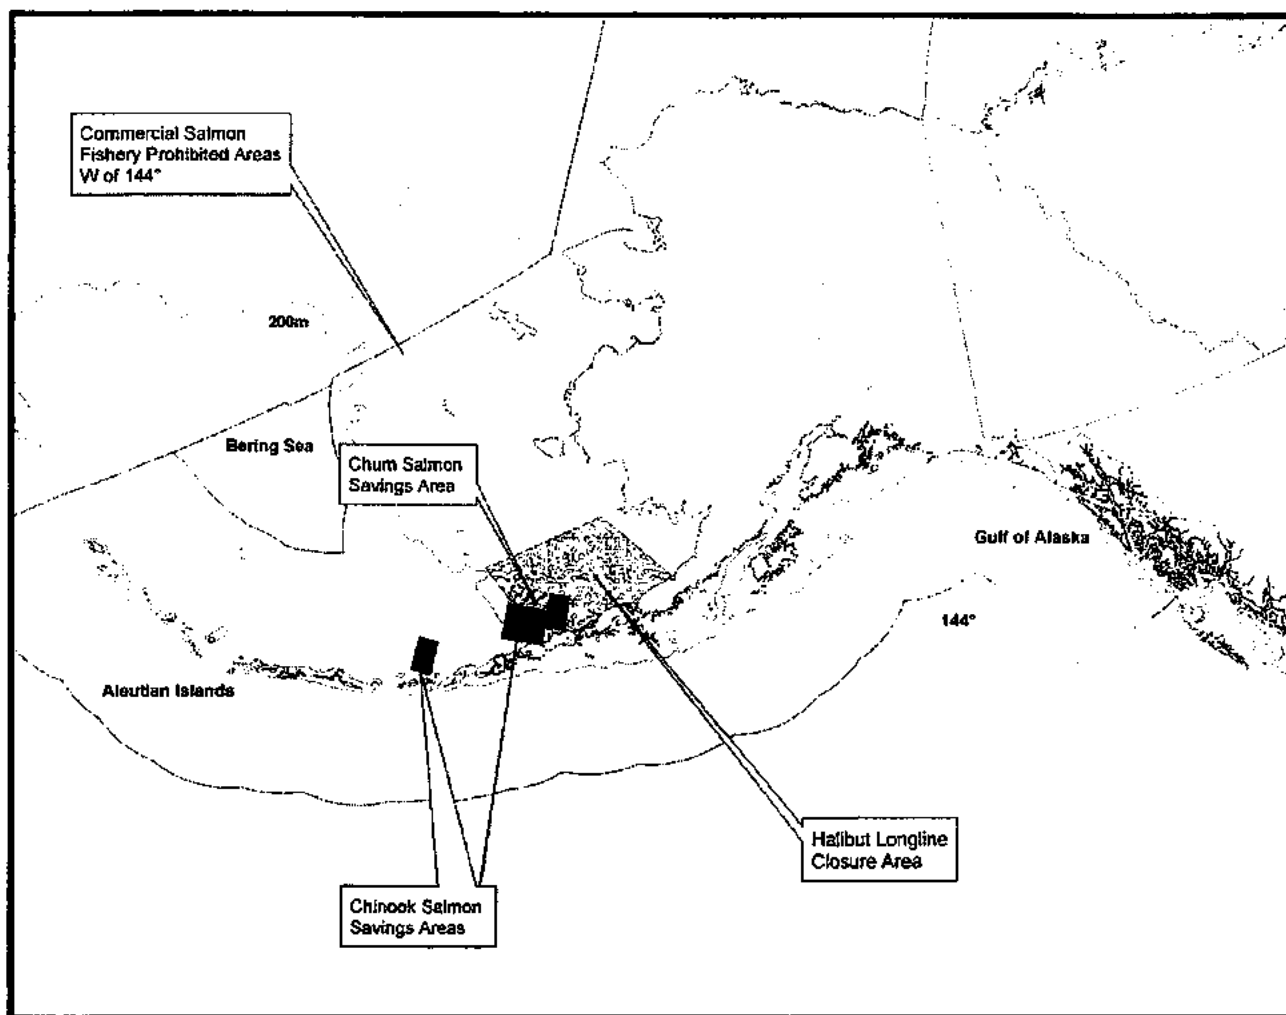 Commercial Salmon
Fishery Prohibited Areas
W of 144°
200m
Bering Sea
Chum Salmon
Savings Area
Gulf of Alaska
144°
Aleutian Islands
Halibut Longline
Closure Area
Chinook Salmon
Savings Areas